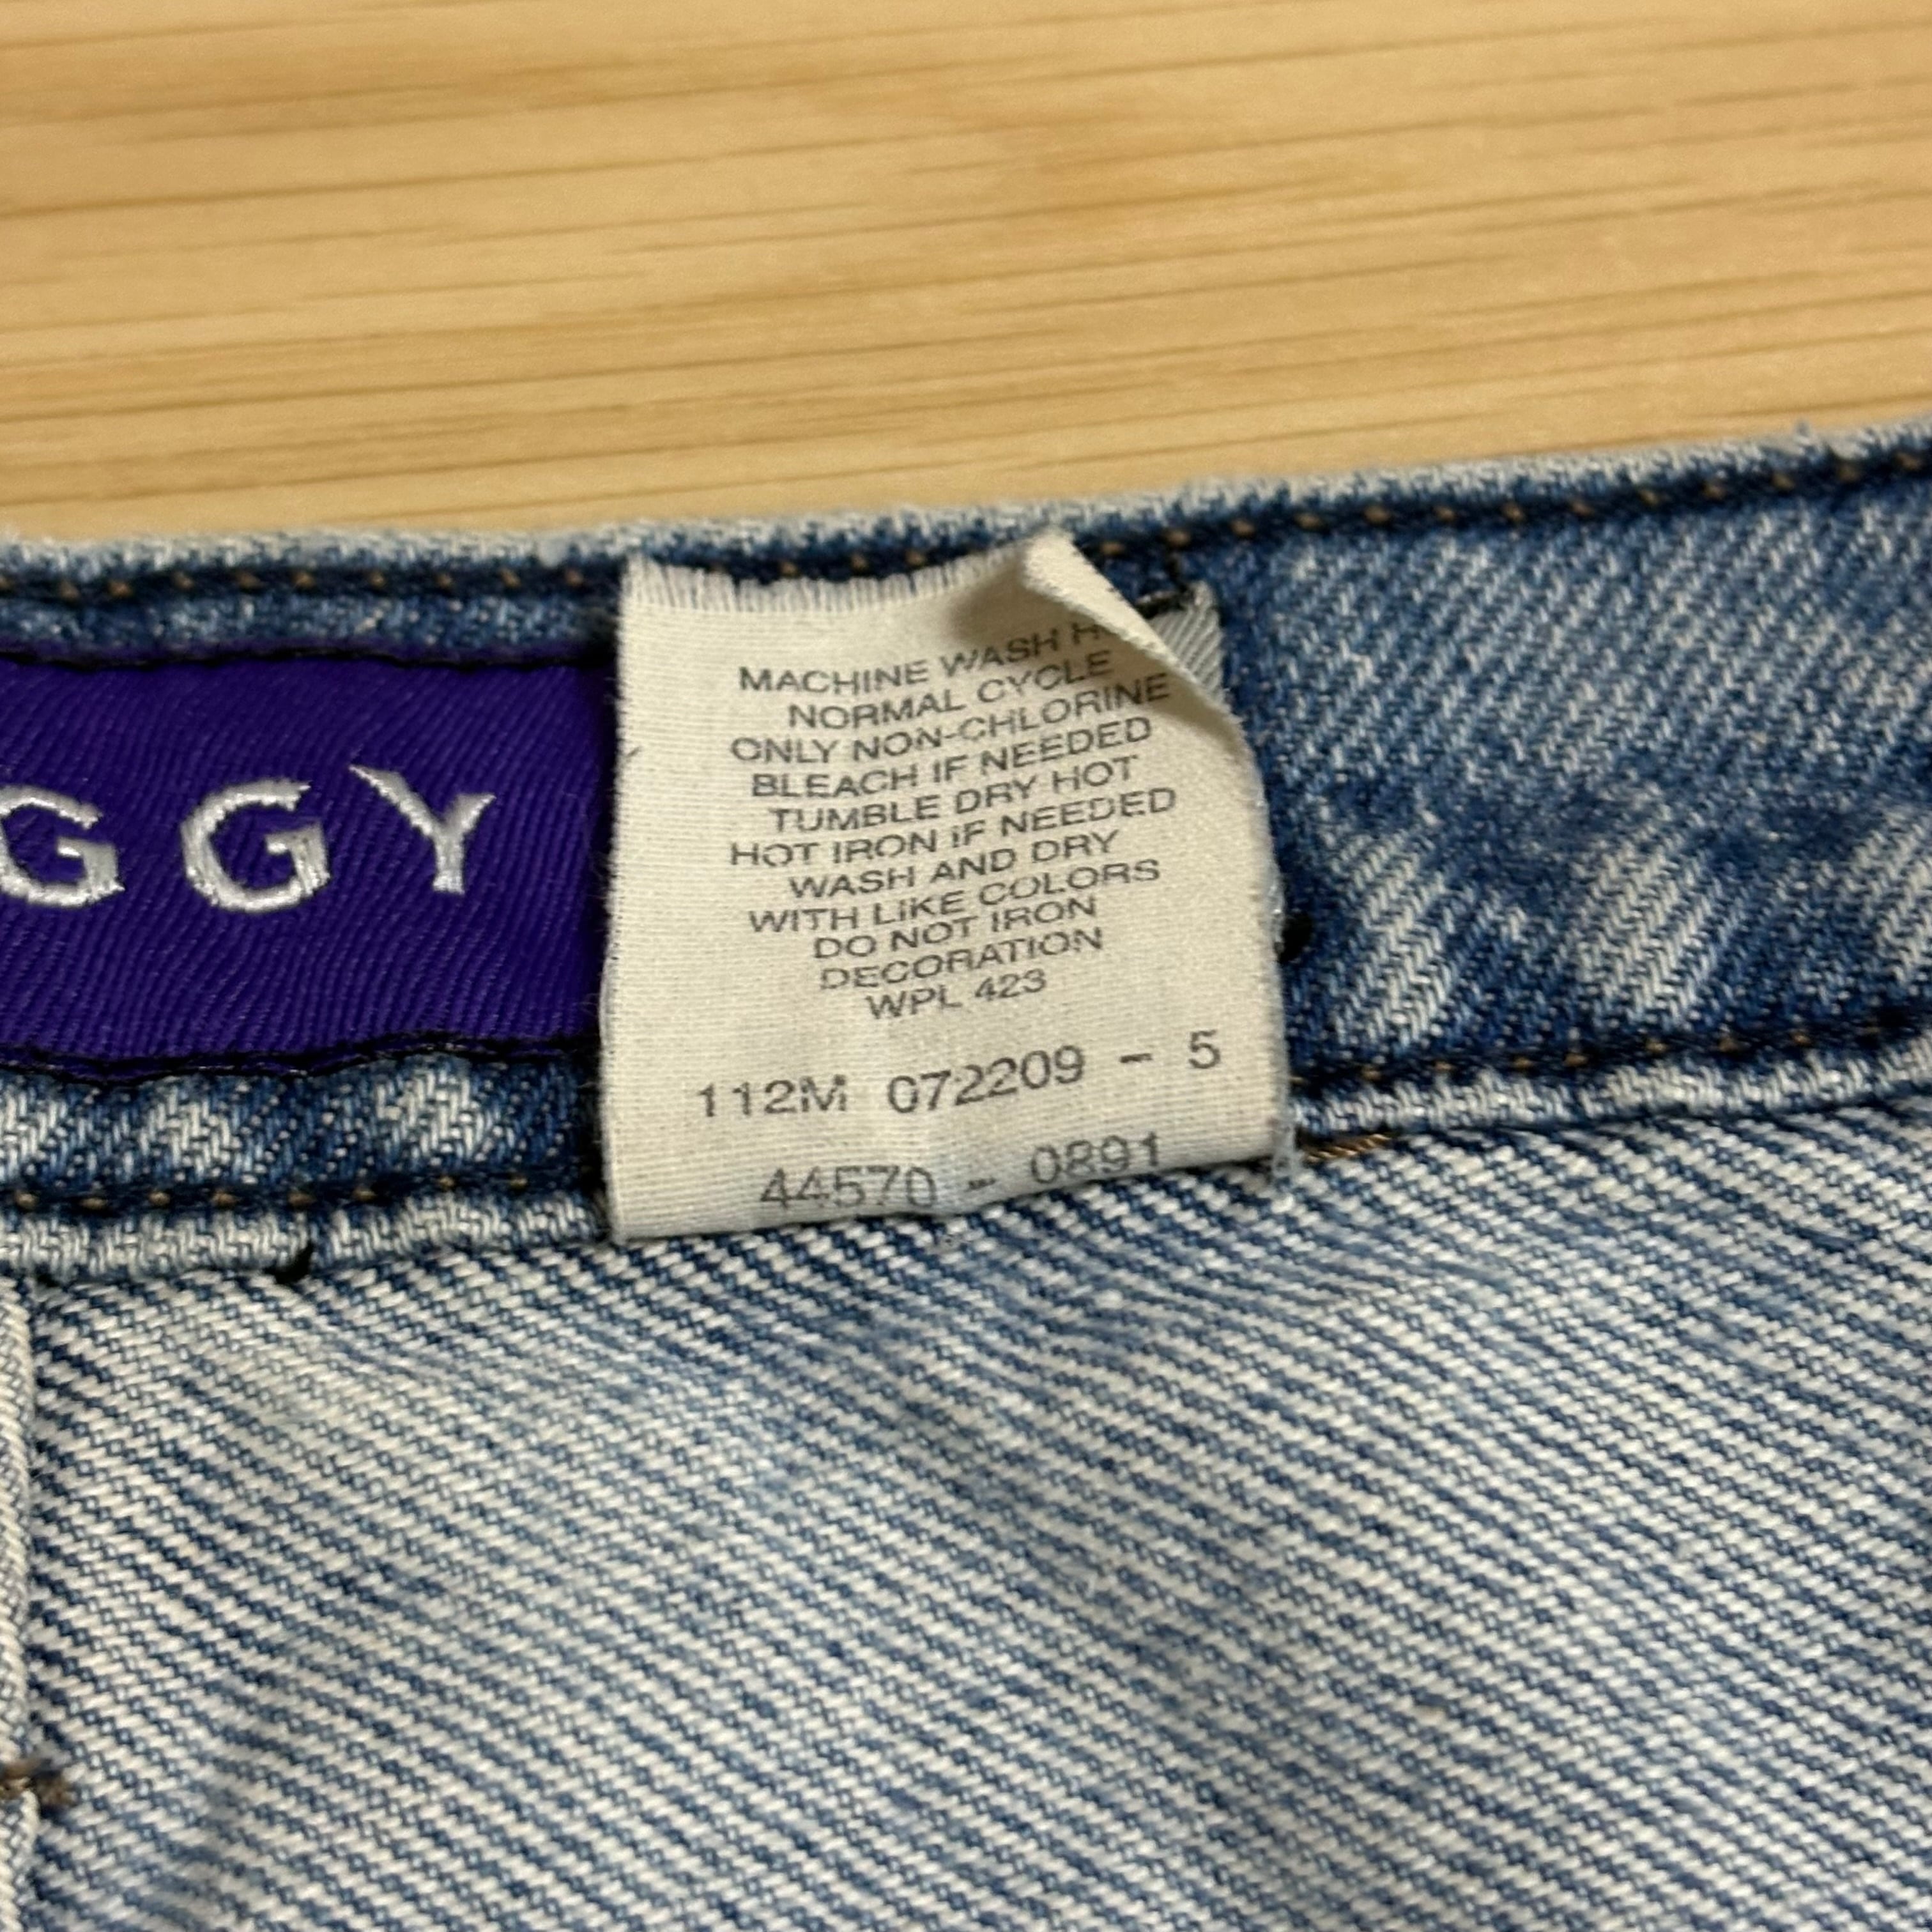 GGY
MACHINE WASH
NORMAL CYCLE
ONLY NON-CHLORINE
BLEACH IF NEEDED
TUMBLE DRY HOT
HOT IRON IF NEEDED
WASH AND DRY
WITH LIKE COLORS
DO NOT IRON
DECORATION
WPL 423
112M 072209 - 5
44570 - 0891